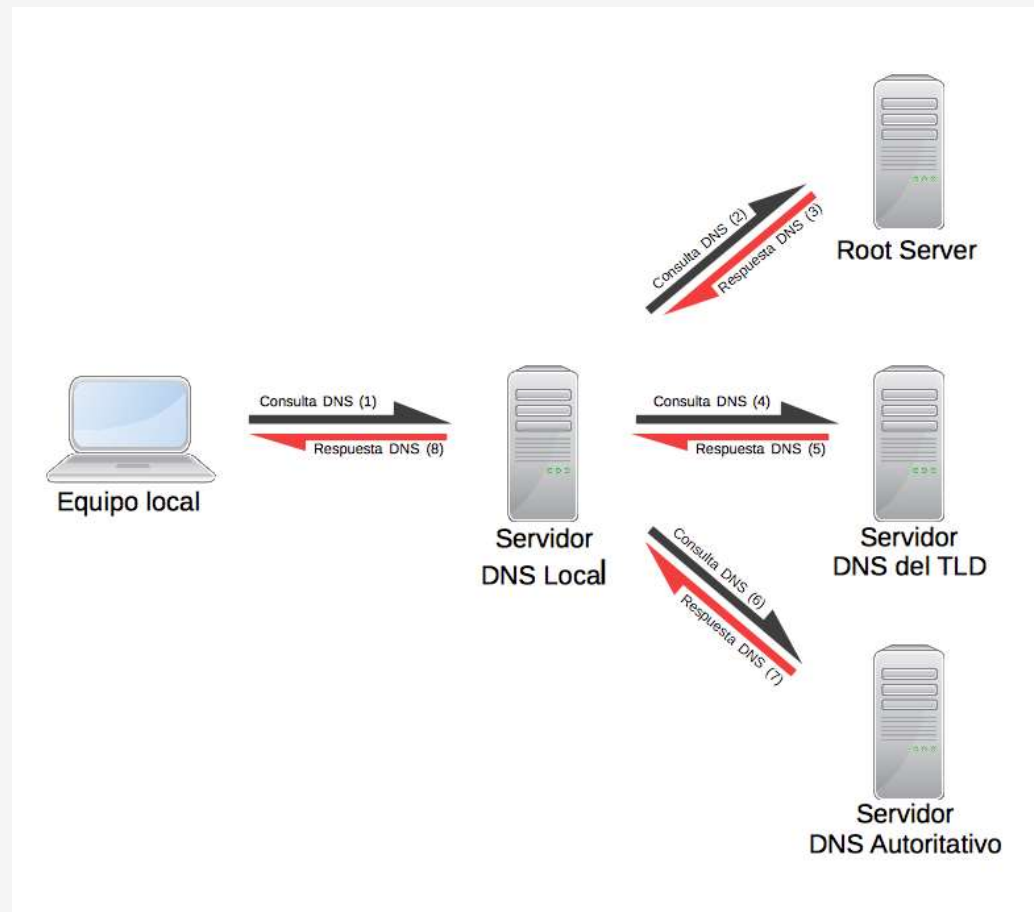 Root Server
Consulta DNS (2)
Respuesta DNS (3)
Consulta DNS (1)
Respuesta DNS (8)
Consulta DNS (4)
Respuesta DNS (5)
Equipo local
Servidor
DNS Local
Servidor
DNS del TLD
Consulta DNS (6)
Respuesta DNS (7)
Servidor
DNS Autoritativo